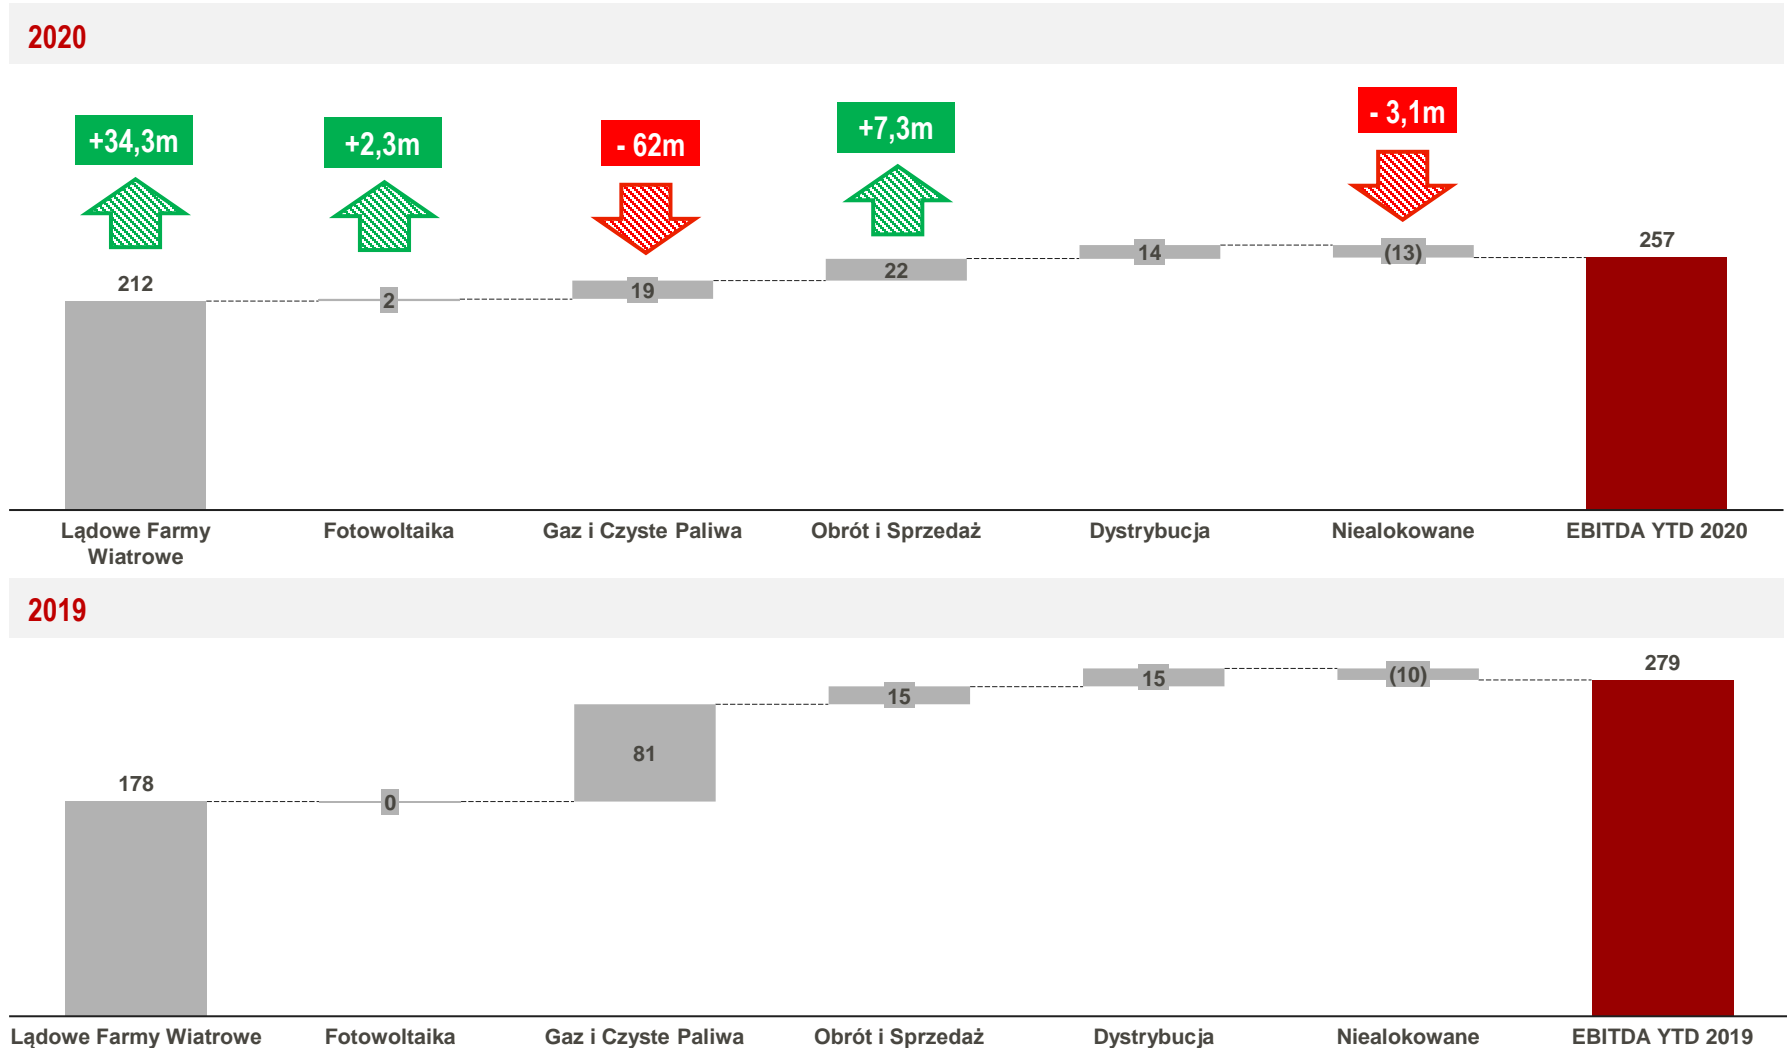 2020
+34,3m
+2,3m
- 62m
+7,3m
- 3,1m
212
2
19
22
14
(13)
257
Lądowe Farmy
Wiatrowe
Fotowoltaika
Gaz i Czyste Paliwa
Obrót i Sprzedaż
Dystrybucja
Niealokowane
EBITDA YTD 2020
2019
178
0
81
15
15
(10)
279
Lądowe Farmy Wiatrowe
Fotowoltaika
Gaz i Czyste Paliwa
Obrót i Sprzedaż
Dystrybucja
Niealokowane
EBITDA YTD 2019